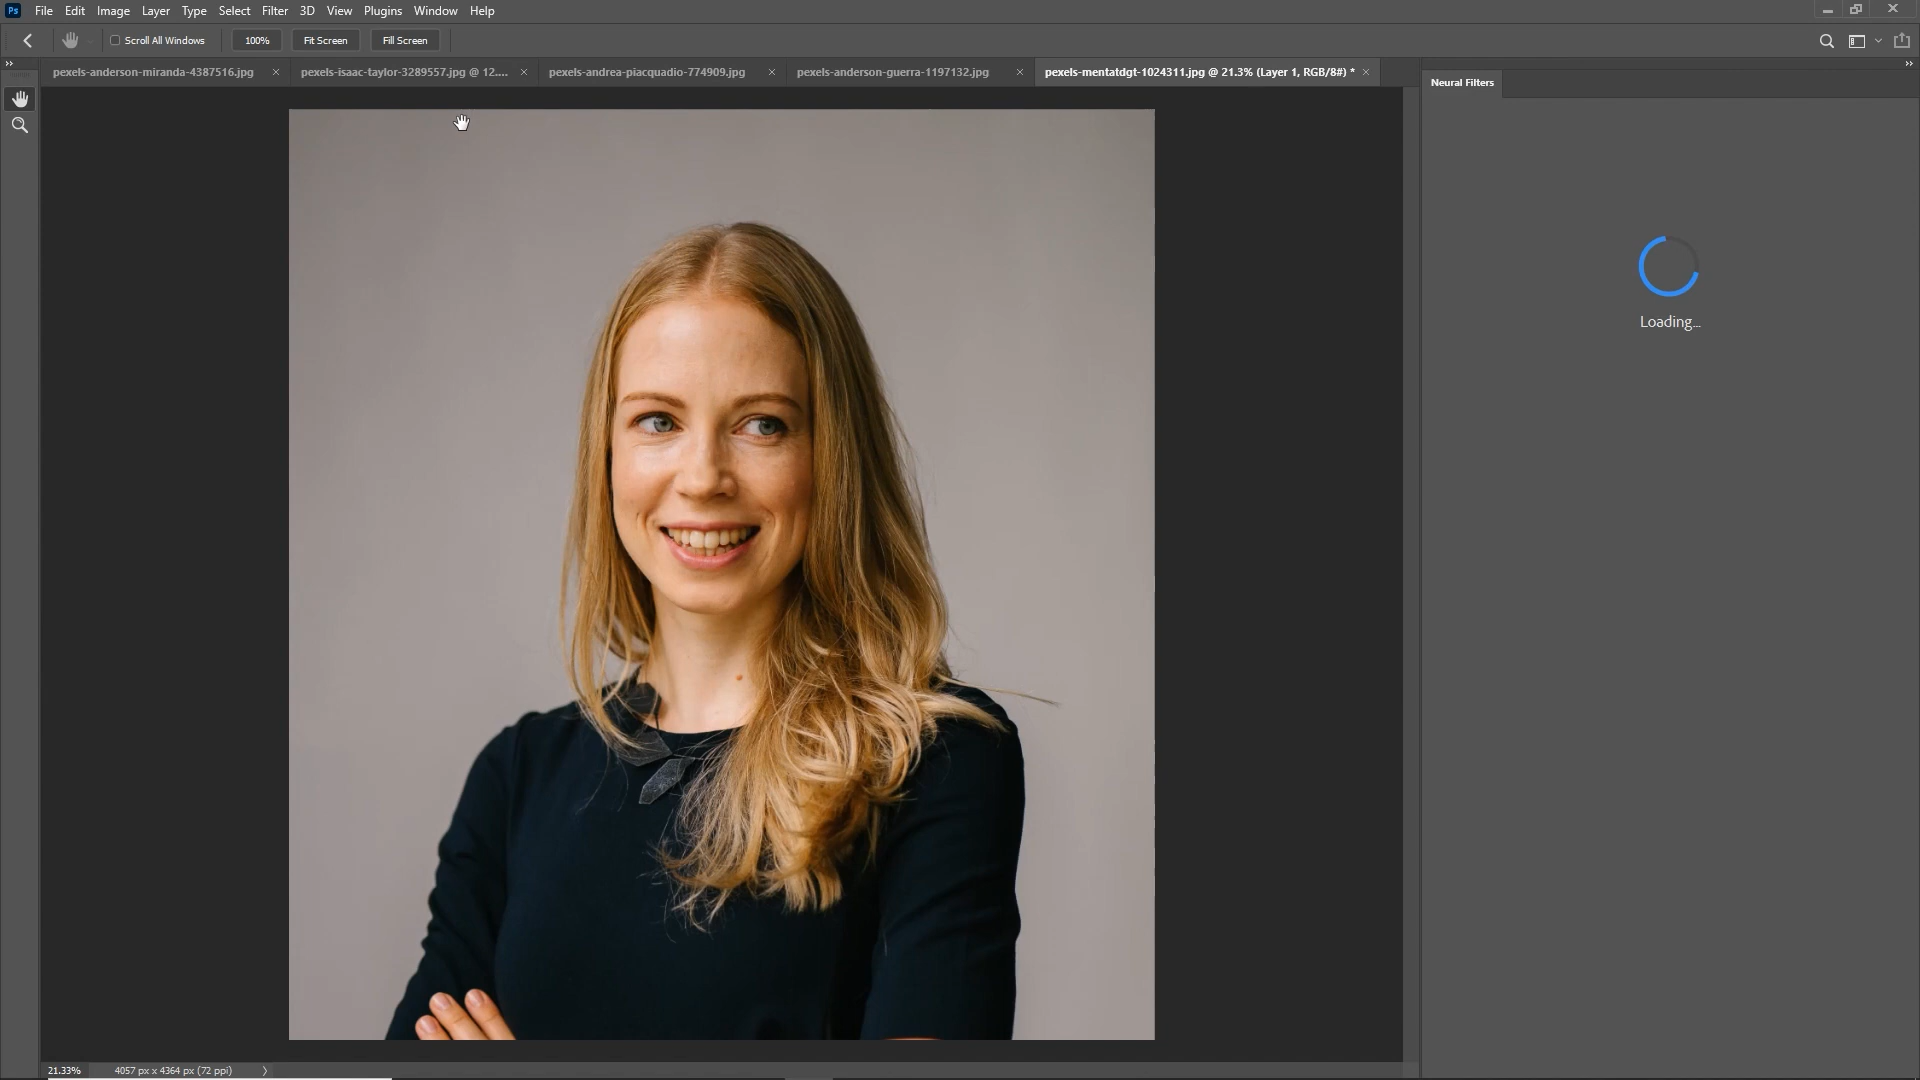 Ps File Edit Image Layer Type Select Filter 3D View Plugins Window Help
Scroll All Windows 100% Fit Screen Fill Screen
pexels-anderson-miranda-4387516.jpg pexels-isaac-taylor-3289557.jpg @ 12.... pexels-andrea-piacquadio-774909.jpg pexels-anderson-guerra-1197132.jpg pexels-mentatdgt-1024311.jpg @ 21.3% (Layer 1, RGB/8#) *
Neural Filters
Loading...
21.33% 4057 px x 4364 px (72 ppi)